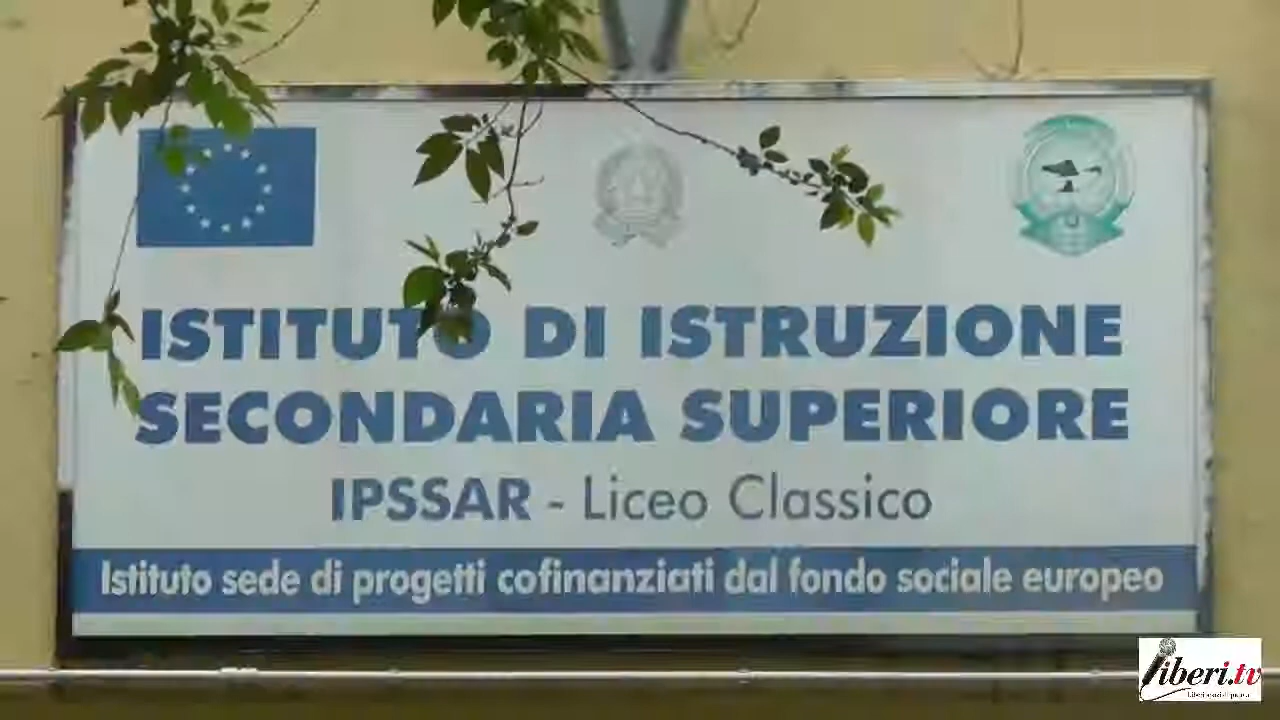 ISTITUTO DI ISTRUZIONE
SECONDARIA SUPERIORE
IPSSAR - Liceo Classico
Istituto sede di progetti cofinanziati dal fondo sociale europeo
liberi.tv